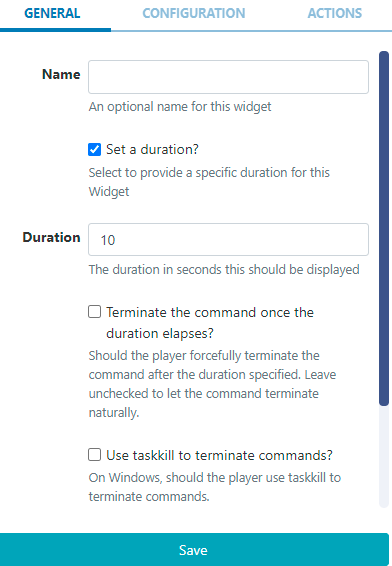 GENERAL CONFIGURATION ACTIONS
Name
An optional name for this widget
Set a duration?
Select to provide a specific duration for this
Widget
Duration 10
The duration in seconds this should be displayed
Terminate the command once the
duration elapses?
Should the player forcefully terminate the
command after the duration specified. Leave
unchecked to let the command terminate
naturally.
Use taskkill to terminate commands?
On Windows, should the player use taskkill to
terminate commands.
Save